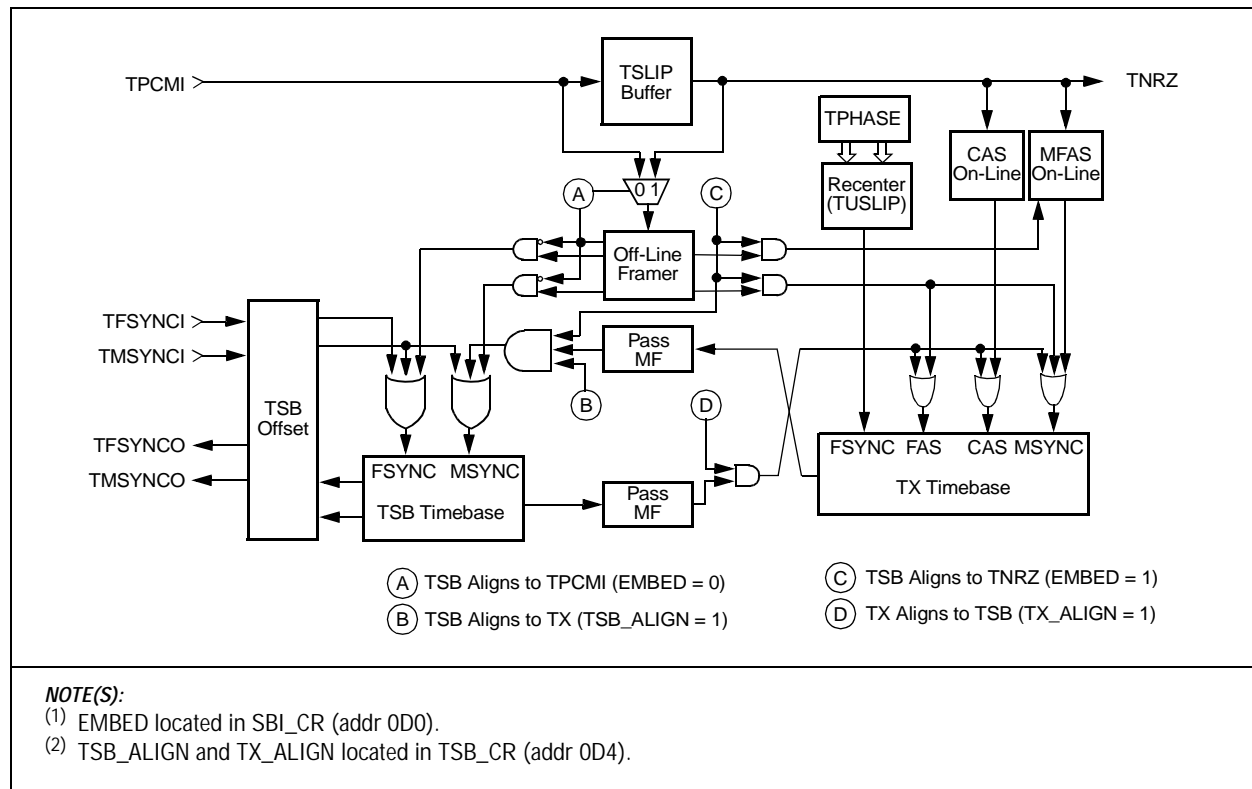 TPCMI
TSLIP
Buffer
TNRZ
TPHASE
CAS
On-Line
MFAS
On-Line
Recenter
(TUSLIP)
A
0 1
C
Off-Line
Framer
TFSYNCI
TMSYNCI
TSB
Offset
Pass
MF
B
D
TFSYNCO
TMSYNCO
FSYNC MSYNC
TSB Timebase
Pass
MF
FSYNC FAS CAS MSYNC
TX Timebase
A TSB Aligns to TPCMI (EMBED = 0)
B TSB Aligns to TX (TSB_ALIGN = 1)
C TSB Aligns to TNRZ (EMBED = 1)
D TX Aligns to TSB (TX_ALIGN = 1)
NOTE(S):
(1) EMBED located in SBI_CR (addr 0D0).
(2) TSB_ALIGN and TX_ALIGN located in TSB_CR (addr 0D4).